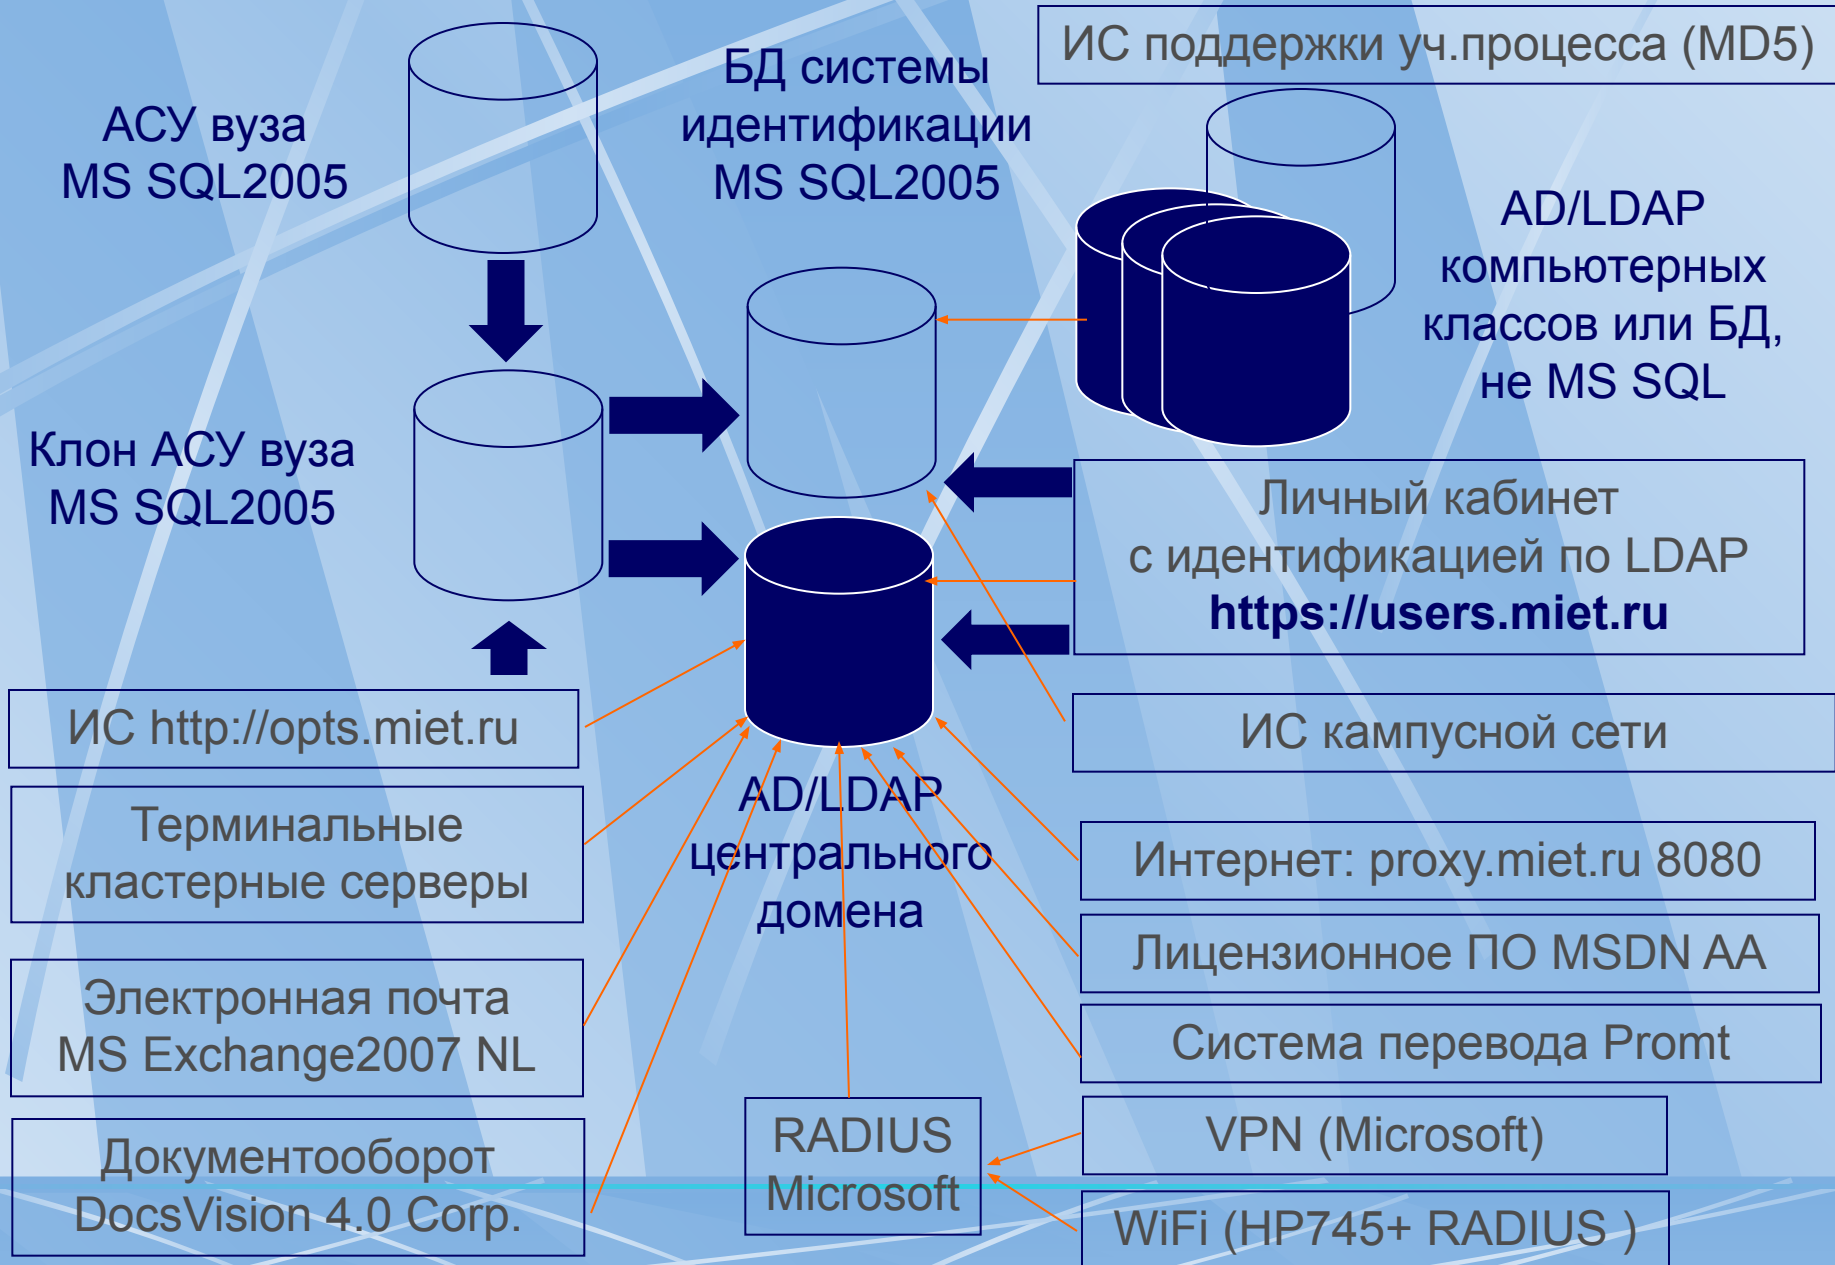 ИС поддержки уч.процесса (MD5)
АСУ вуза
MS SQL2005
БД системы
идентификации
MS SQL2005
AD/LDAP
компьютерных
классов или БД,
не MS SQL
Клон АСУ вуза
MS SQL2005
Личный кабинет
с идентификацией по LDAP
https://users.miet.ru
ИС http://opts.miet.ru
ИС кампусной сети
AD/LDAP
центрального
домена
Терминальные
кластерные серверы
Интернет: proxy.miet.ru 8080
Лицензионное ПО MSDN AA
Электронная почта
MS Exchange2007 NL
Система перевода Promt
Документооборот
DocsVision 4.0 Corp.
RADIUS
Microsoft
VPN (Microsoft)
WiFi (HP745+ RADIUS )